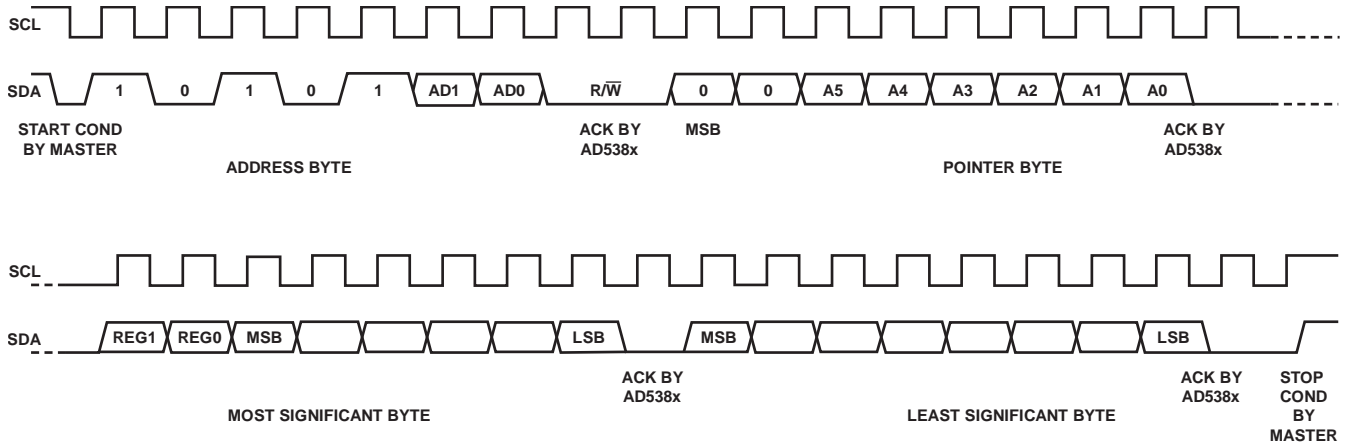 SCL
SDA 1 0 1 0 1 AD1 AD0 R/W̅ 0 0 A5 A4 A3 A2 A1 A0
START COND BY MASTER
ACK BY AD538x
MSB
ACK BY AD538x
ADDRESS BYTE
POINTER BYTE
SCL
SDA REG1 REG0 MSB LSB MSB LSB
ACK BY AD538x
ACK BY AD538x
STOP COND BY MASTER
MOST SIGNIFICANT BYTE
LEAST SIGNIFICANT BYTE